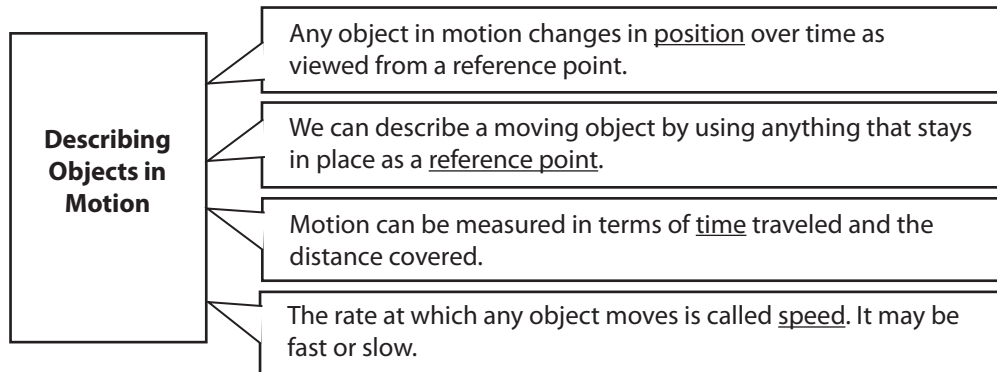 Describing
Objects in
Motion
Any object in motion changes in position over time as
viewed from a reference point.
We can describe a moving object by using anything that stays
in place as a reference point.
Motion can be measured in terms of time traveled and the
distance covered.
The rate at which any object moves is called speed. It may be
fast or slow.